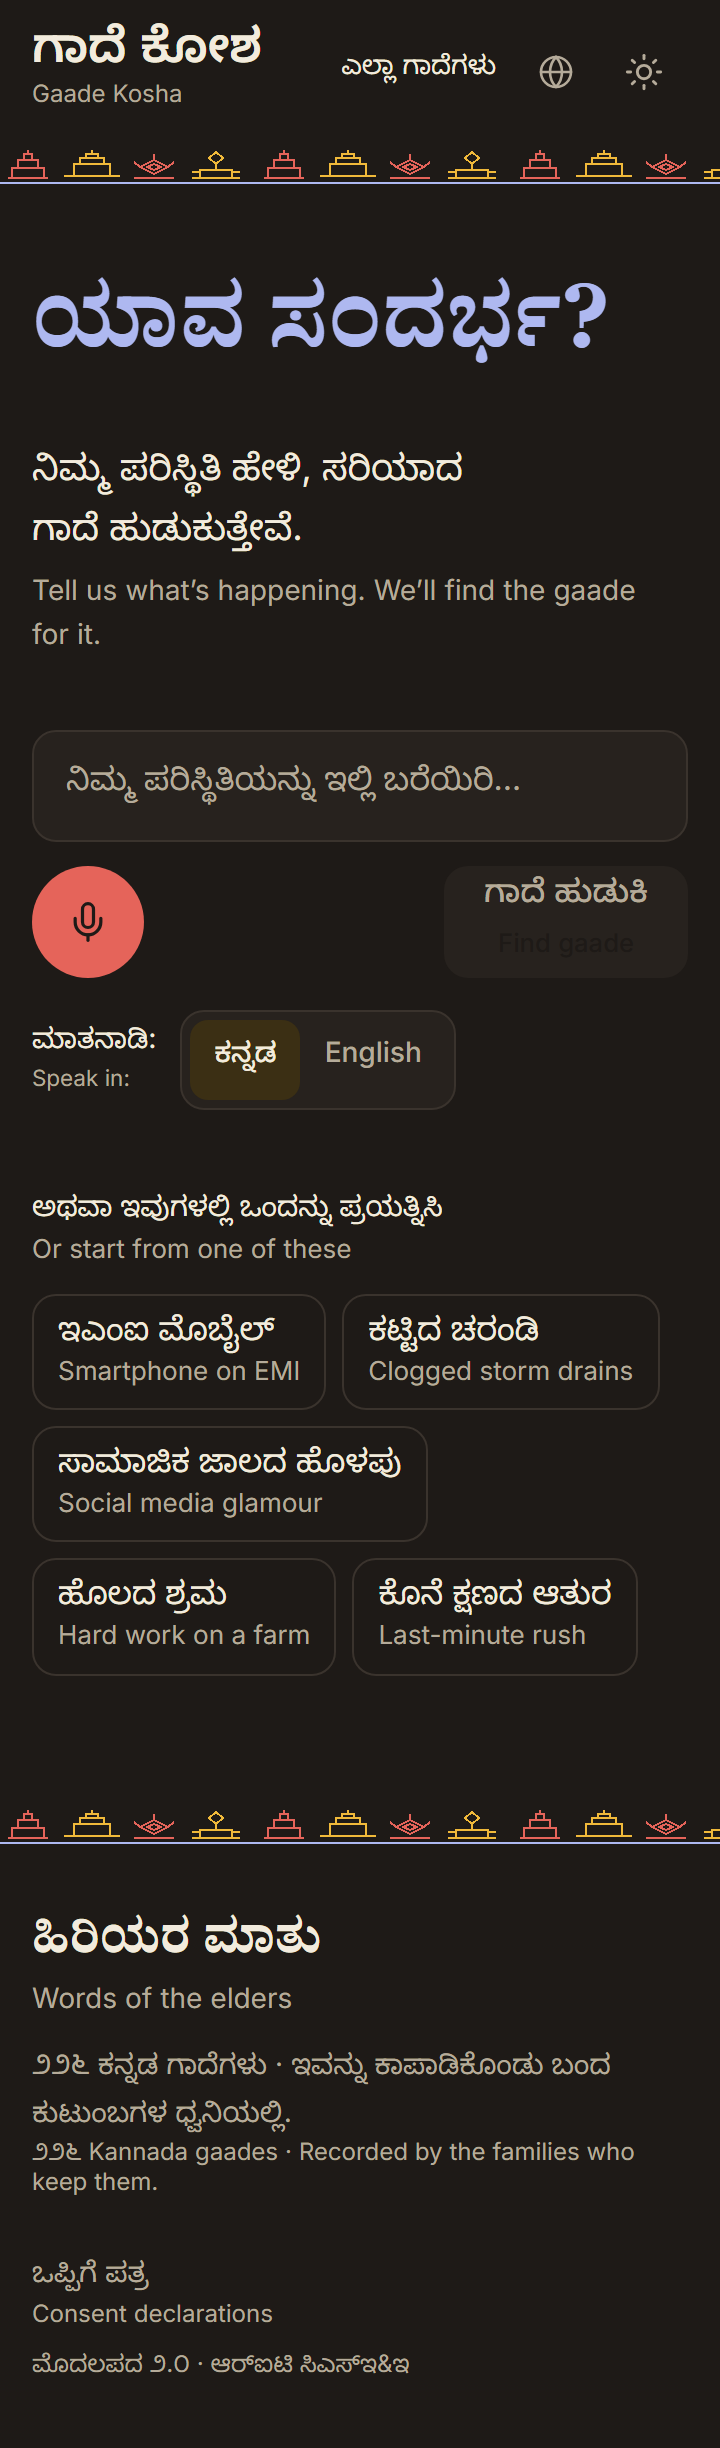 ಗಾದೆ ಕೋಶ
Gaade Kosha
ಎಲ್ಲಾ ಗಾದೆಗಳು
ಯಾವ ಸಂದರ್ಭ?
ನಿಮ್ಮ ಪರಿಸ್ಥಿತಿ ಹೇಳಿ, ಸರಿಯಾದ
ಗಾದೆ ಹುಡುಕುತ್ತೇವೆ.
Tell us what’s happening. We’ll find the gaade
for it.
ನಿಮ್ಮ ಪರಿಸ್ಥಿತಿಯನ್ನು ಇಲ್ಲಿ ಬರೆಯಿರಿ...
ಗಾದೆ ಹುಡುಕಿ
Find gaade
ಮಾತನಾಡಿ:
Speak in:
ಕನ್ನಡ
English
ಅಥವಾ ಇವುಗಳಲ್ಲಿ ಒಂದನ್ನು ಪ್ರಯತ್ನಿಸಿ
Or start from one of these
ಇಎಂಐ ಮೊಬೈಲ್
Smartphone on EMI
ಕಟ್ಟಿದ ಚರಂಡಿ
Clogged storm drains
ಸಾಮಾಜಿಕ ಜಾಲದ ಹೊಳಪು
Social media glamour
ಹೊಲದ ಶ್ರಮ
Hard work on a farm
ಕೊನೆ ಕ್ಷಣದ ಆತುರ
Last-minute rush
ಹಿರಿಯರ ಮಾತು
Words of the elders
೨೨೬ ಕನ್ನಡ ಗಾದೆಗಳು · ಇವನ್ನು ಕಾಪಾಡಿಕೊಂಡು ಬಂದ
ಕುಟುಂಬಗಳ ಧ್ವನಿಯಲ್ಲಿ.
೨೨೬ Kannada gaades · Recorded by the families who
keep them.
ಒಪ್ಪಿಗೆ ಪತ್ರ
Consent declarations
ಮೊದಲಪದ ೨.೦ · ಆರ್‌ಐಟಿ ಸಿಎಸ್‌ಇ&ಇ